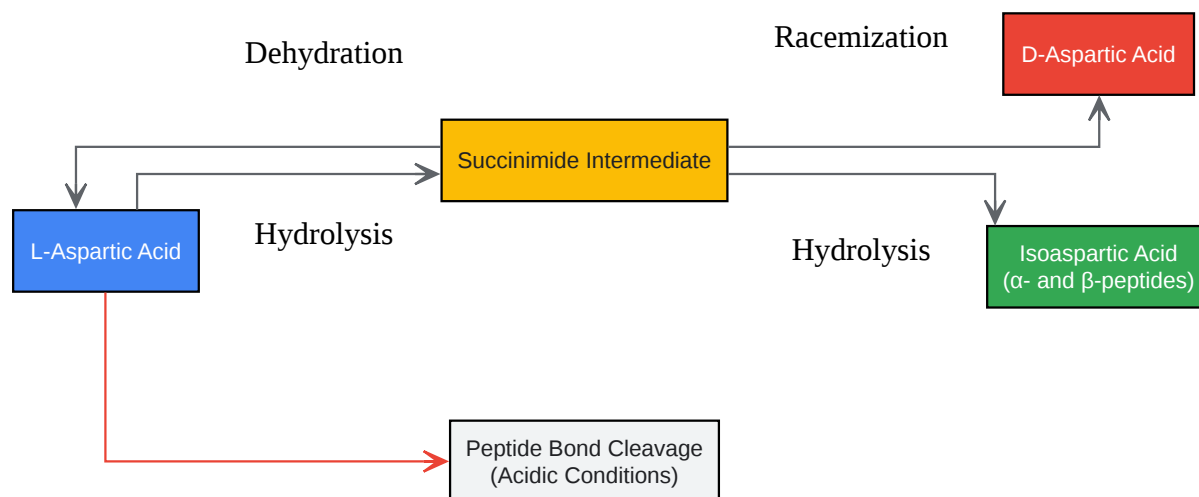 Racemization
Dehydration
D-Aspartic Acid
Succinimide Intermediate
Hydrolysis
L-Aspartic Acid
Hydrolysis
Isoaspartic Acid
(α- and β-peptides)
Peptide Bond Cleavage
(Acidic Conditions)